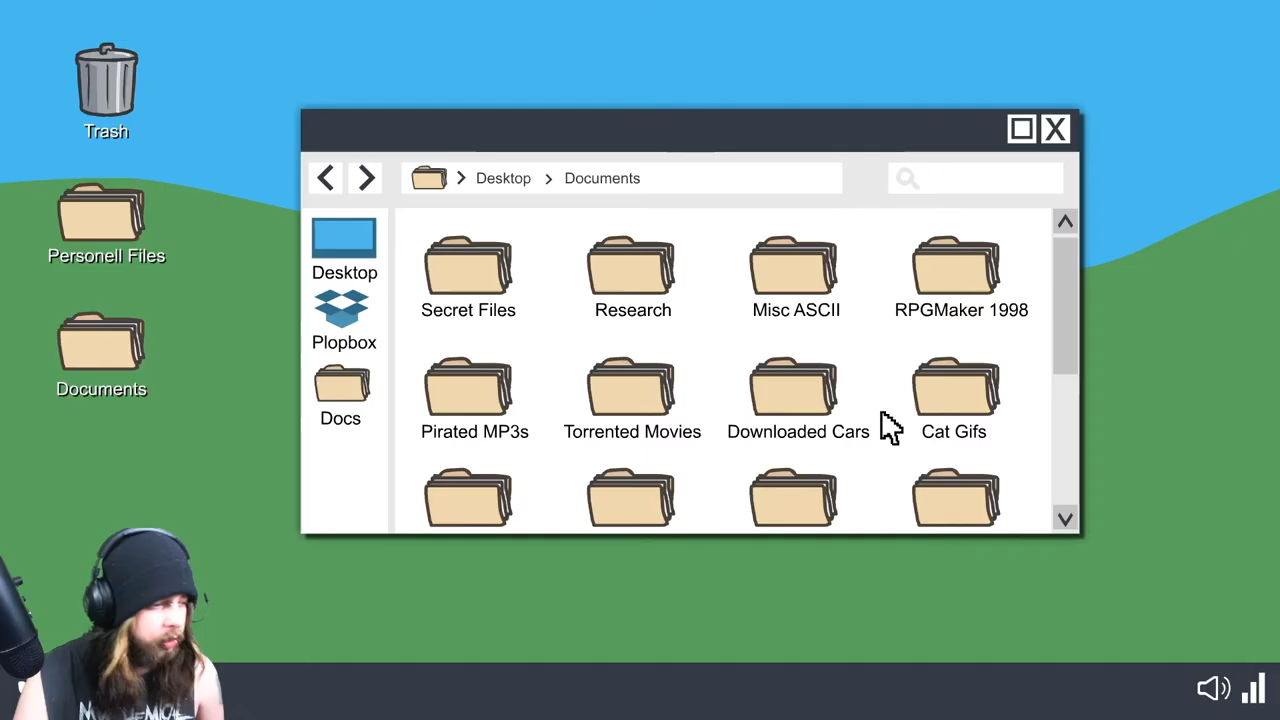 Trash
Personell Files
Documents
X
Desktop
Documents
Desktop
Plopbox
Docs
Secret Files
Research
Misc ASCII
RPGMaker 1998
Pirated MP3s
Torrented Movies
Downloaded Cars
Cat Gifs